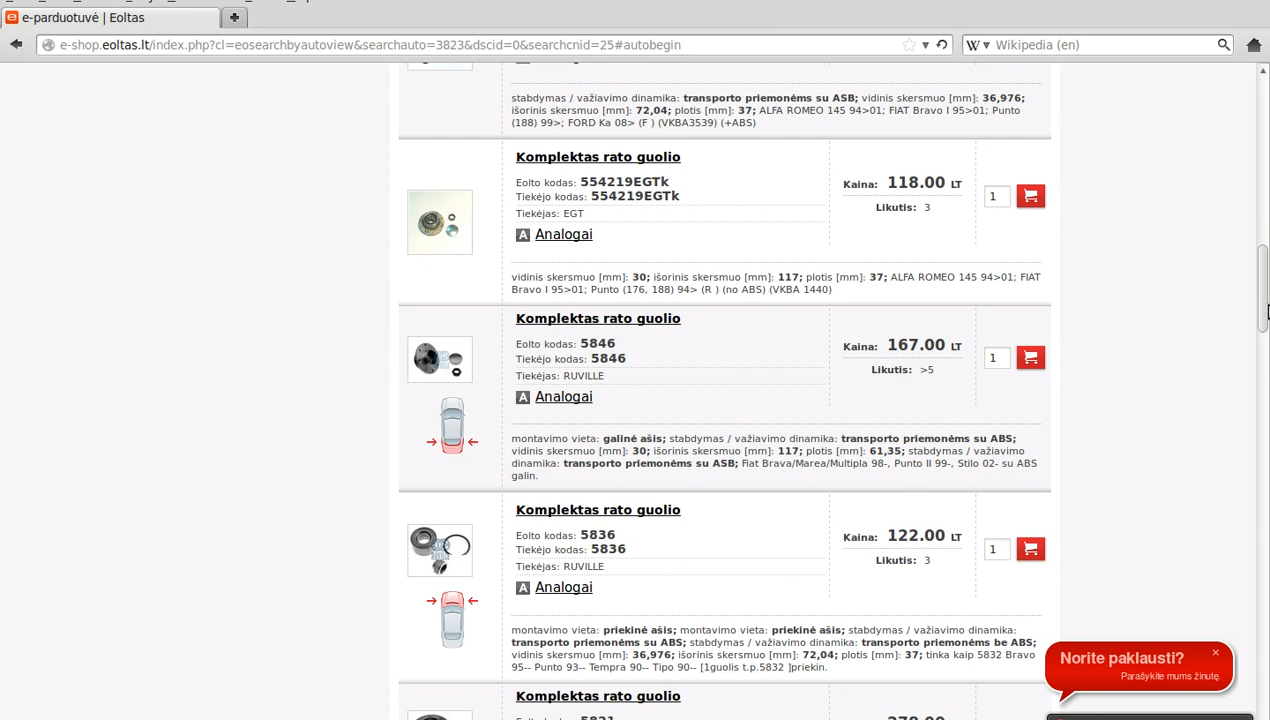 e-parduotuvė | Eoltas
e-shop.eoltas.lt/index.php?cl=eosearchbyautoview&searchauto=3823&dscid=0&searchcnid=25#autobegin
W Wikipedia (en)
stabdymas / važiavimo dinamika: transporto priemonėms su ASB; vidinis skersmuo [mm]: 36,976;
išorinis skersmuo [mm]: 72,04; plotis [mm]: 37; ALFA ROMEO 145 94>01; FIAT Bravo I 95>01; Punto
(188) 99>; FORD Ka 08> (F ) (VKBA3539) (+ABS)
Komplektas rato guolio
Eolto kodas: 554219EGTk
Tiekėjo kodas: 554219EGTk
Tiekėjas: EGT
A Analogai
Kaina: 118.00 LT
Likutis: 3
1
vidinis skersmuo [mm]: 30; išorinis skersmuo [mm]: 117; plotis [mm]: 37; ALFA ROMEO 145 94>01; FIAT
Bravo I 95>01; Punto (176, 188) 94> (R ) (no ABS) (VKBA 1440)
Komplektas rato guolio
Eolto kodas: 5846
Tiekėjo kodas: 5846
Tiekėjas: RUVILLE
A Analogai
Kaina: 167.00 LT
Likutis: >5
1
montavimo vieta: galinė ašis; stabdymas / važiavimo dinamika: transporto priemonėms su ABS;
vidinis skersmuo [mm]: 30; išorinis skersmuo [mm]: 117; plotis [mm]: 61,35; stabdymas / važiavimo
dinamika: transporto priemonėms su ASB; Fiat Brava/Marea/Multipla 98-, Punto II 99-, Stilo 02- su ABS
galin.
Komplektas rato guolio
Eolto kodas: 5836
Tiekėjo kodas: 5836
Tiekėjas: RUVILLE
A Analogai
Kaina: 122.00 LT
Likutis: 3
1
montavimo vieta: priekinė ašis; montavimo vieta: priekinė ašis; stabdymas / važiavimo dinamika:
transporto priemonėms su ABS; stabdymas / važiavimo dinamika: transporto priemonėms be ABS;
vidinis skersmuo [mm]: 36,976; išorinis skersmuo [mm]: 72,04; plotis [mm]: 37; tinka kaip 5832 Bravo
95-- Punto 93-- Tempra 90-- Tipo 90-- [1guolis t.p.5832 ]priekin.
Norite paklausti?
Parašykite mums žinutę.
Komplektas rato guolio